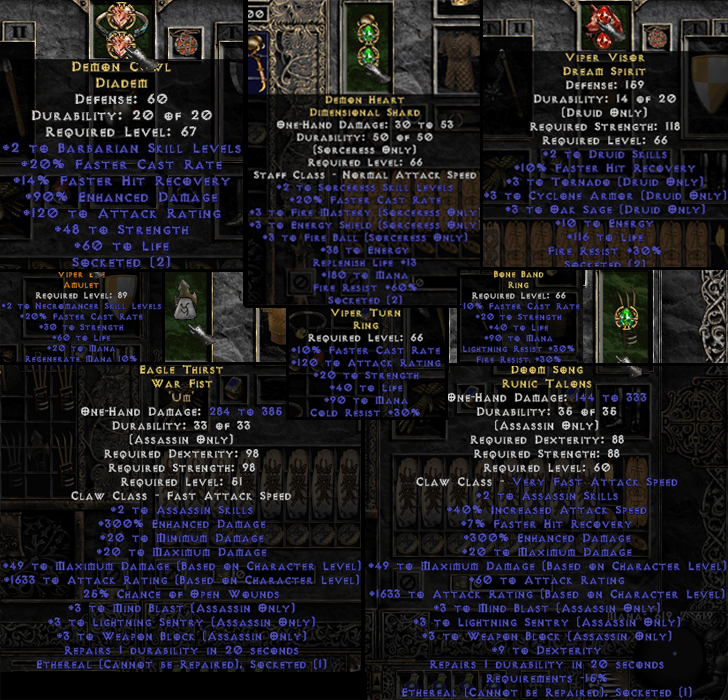 Demon Cowl
Diadem
Defense: 60
Durability: 20 of 20
Required Level: 67
+2 to Barbarian Skill Levels
+20% Faster Cast Rate
+14% Faster Hit Recovery
+90% Enhanced Damage
+120 to Attack Rating
+48 to Strength
+60 to Life
Socketed (2)
Demon Heart
Dimensional Shard
One-Hand Damage: 30 to 53
Durability: 50 of 50
(Sorceress Only)
Required Level: 66
Staff Class - Normal Attack Speed
+2 to Sorceress Skill Levels
+20% Faster Cast Rate
+3 to Fire Mastery (Sorceress Only)
+3 to Energy Shield (Sorceress Only)
+3 to Fire Ball (Sorceress Only)
+38 to Energy
Replenish Life +13
+180 to Mana
Fire Resist +60%
Socketed (2)
Viper Visor
Dream Spirit
Defense: 159
Durability: 14 of 20
(Druid Only)
Required Strength: 118
Required Level: 66
+2 to Druid Skills
+10% Faster Hit Recovery
+3 to Tornado (Druid Only)
+3 to Cyclone Armor (Druid Only)
+3 to Oak Sage (Druid Only)
+10 to Energy
+116 to Life
Fire Resist +30%
Socketed (2)
Viper
Amulet
Required Level: 89
+2 to Necromancer Skill Levels
+20% Faster Cast Rate
+30 to Strength
+60 to Life
+20 to Mana
Regenerate Mana 10%
Viper Turn
Ring
Required Level: 66
+10% Faster Cast Rate
+120 to Attack Rating
+20 to Strength
+40 to Life
+90 to Mana
Cold Resist +30%
Bone Band
Ring
Required Level: 66
+10% Faster Cast Rate
+20 to Strength
+40 to Life
+90 to Mana
Lightning Resist +30%
Fire Resist +30%
Eagle Thirst
War Fist
'Um'
One-Hand Damage: 284 to 386
Durability: 33 of 33
(Assassin Only)
Required Dexterity: 98
Required Strength: 98
Required Level: 51
Claw Class - Fast Attack Speed
+2 to Assassin Skills
+300% Enhanced Damage
+20 to Minimum Damage
+20 to Maximum Damage
+49 to Maximum Damage (Based on Character Level)
+1633 to Attack Rating (Based on Character Level)
25% Chance of Open Wounds
+3 to Mind Blast (Assassin Only)
+3 to Lightning Sentry (Assassin Only)
+3 to Weapon Block (Assassin Only)
Repairs 1 durability in 20 seconds
Ethereal (Cannot be Repaired), Socketed (1)
Doom Song
Runic Talons
One-Hand Damage: 144 to 333
Durability: 36 of 36
(Assassin Only)
Required Dexterity: 88
Required Strength: 88
Required Level: 60
Claw Class - Very Fast Attack Speed
+2 to Assassin Skills
+40% Increased Attack Speed
+7% Faster Hit Recovery
+300% Enhanced Damage
+20 to Maximum Damage
+49 to Maximum Damage (Based on Character Level)
+60 to Attack Rating
+1633 to Attack Rating (Based on Character Level)
+3 to Mind Blast (Assassin Only)
+3 to Lightning Sentry (Assassin Only)
+3 to Weapon Block (Assassin Only)
+9 to Dexterity
Repairs 1 durability in 20 seconds
Requirements -15%
Ethereal (Cannot be Repaired), Socketed (1)